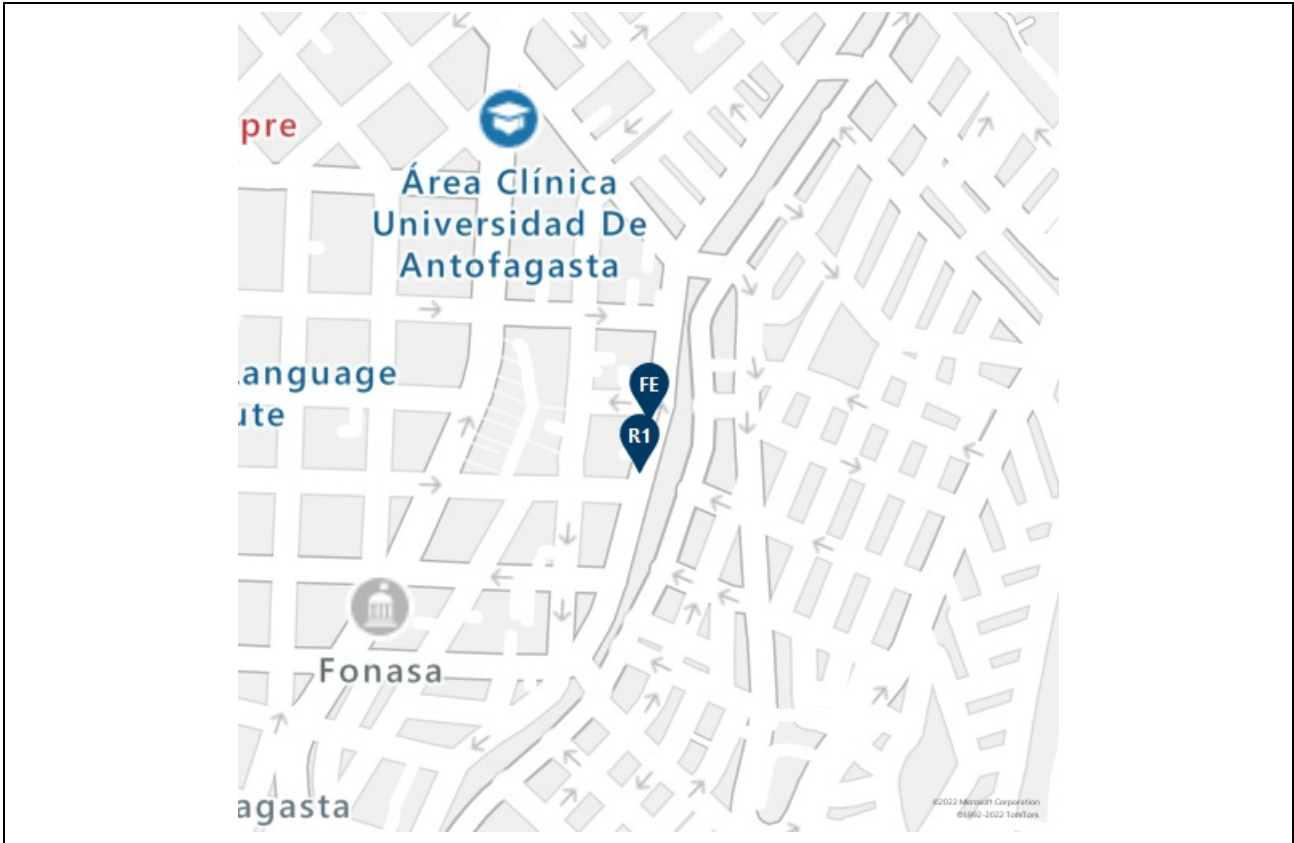 pre
Área Clínica
Universidad De
Antofagasta
anguage
ute
FE
R1
Fonasa
agasta
©2022 Microsoft Corporation
©1992-2022 TomTom